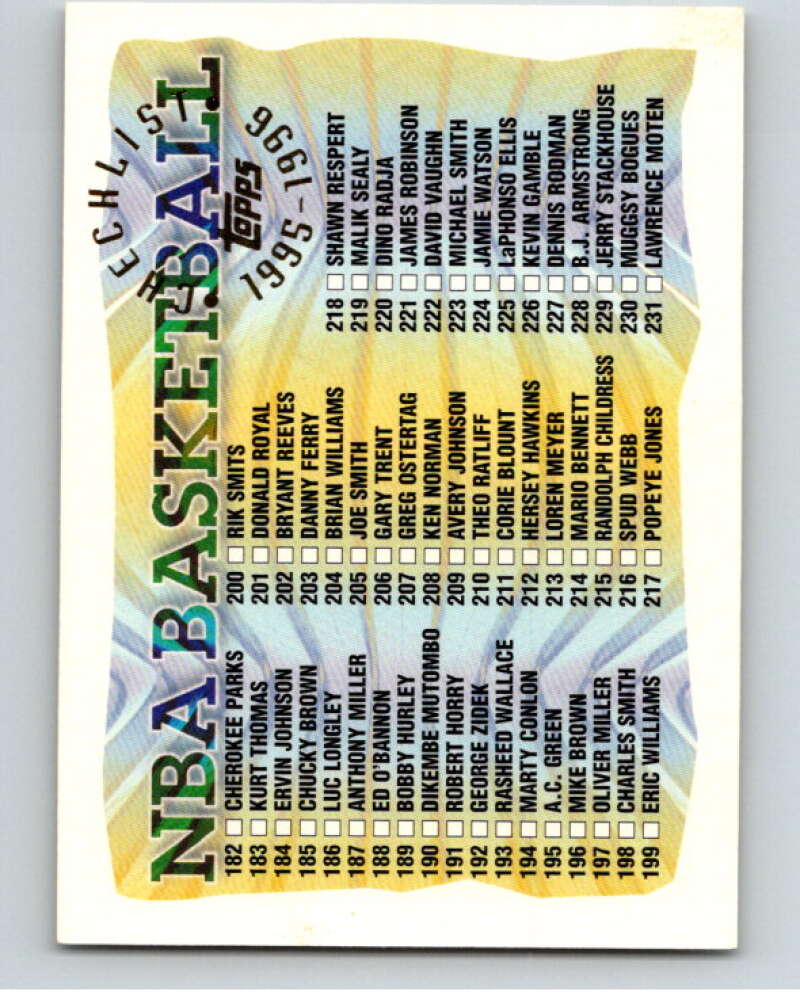 NBA BASKETBALL
CHECHLIST
TOPPS
1995-1996
182 CHEROKEE PARKS
183 KURT THOMAS
184 ERVIN JOHNSON
185 CHUCKY BROWN
186 LUC LONGLEY
187 ANTHONY MILLER
188 ED O'BANNON
189 BOBBY HURLEY
190 DIKEMBE MUTOMBO
191 ROBERT HORRY
192 GEORGE ZIDEK
193 RASHEED WALLACE
194 MARTY CONLON
195 A.C. GREEN
196 MIKE BROWN
197 OLIVER MILLER
198 CHARLES SMITH
199 ERIC WILLIAMS
200 RIK SMITS
201 DONALD ROYAL
202 BRYANT REEVES
203 DANNY FERRY
204 BRIAN WILLIAMS
205 JOE SMITH
206 GARY TRENT
207 GREG OSTERTAG
208 KEN NORMAN
209 AVERY JOHNSON
210 THEO RATLIFF
211 CORIE BLOUNT
212 HERSEY HAWKINS
213 LOREN MEYER
214 MARIO BENNETT
215 RANDOLPH CHILDRESS
216 SPUD WEBB
217 POPEYE JONES
218 SHAWN RESPERT
219 MALIK SEALY
220 DINO RADJA
221 JAMES ROBINSON
222 DAVID VAUGHN
223 MICHAEL SMITH
224 JAMIE WATSON
225 LaPHONSO ELLIS
226 KEVIN GAMBLE
227 DENNIS RODMAN
228 B.J. ARMSTRONG
229 JERRY STACKHOUSE
230 MUGGSY BOGUES
231 LAWRENCE MOTEN